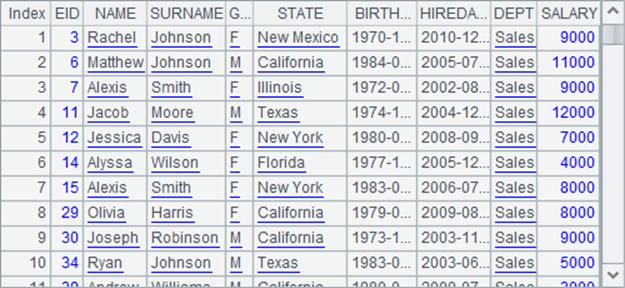 Index EID NAME SURNAME G... STATE BIRTH... HIREDA... DEPT SALARY
1 3 Rachel Johnson F New Mexico 1970-1... 2010-12... Sales 9000
2 6 Matthew Johnson M California 1984-0... 2005-07... Sales 11000
3 7 Alexis Smith F Illinois 1972-0... 2002-08... Sales 9000
4 11 Jacob Moore M Texas 1974-1... 2004-12... Sales 12000
5 12 Jessica Davis F New York 1980-0... 2008-09... Sales 7000
6 14 Alyssa Wilson F Florida 1977-0... 2005-12... Sales 4000
7 15 Alexis Smith F New York 1983-0... 2006-07... Sales 8000
8 29 Olivia Harris F California 1979-0... 2009-08... Sales 8000
9 30 Joseph Robinson M California 1973-1... 2003-11... Sales 9000
10 34 Ryan Johnson M Texas 1983-0... 2003-06... Sales 5000
11 Andrew Williams M California Sales